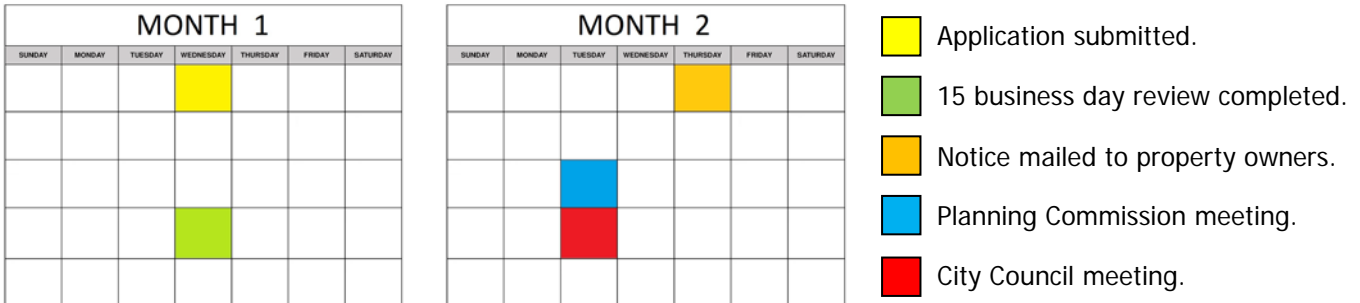 MONTH 1
SUNDAY MONDAY TUESDAY WEDNESDAY THURSDAY FRIDAY SATURDAY
MONTH 2
SUNDAY MONDAY TUESDAY WEDNESDAY THURSDAY FRIDAY SATURDAY
Application submitted.
15 business day review completed.
Notice mailed to property owners.
Planning Commission meeting.
City Council meeting.